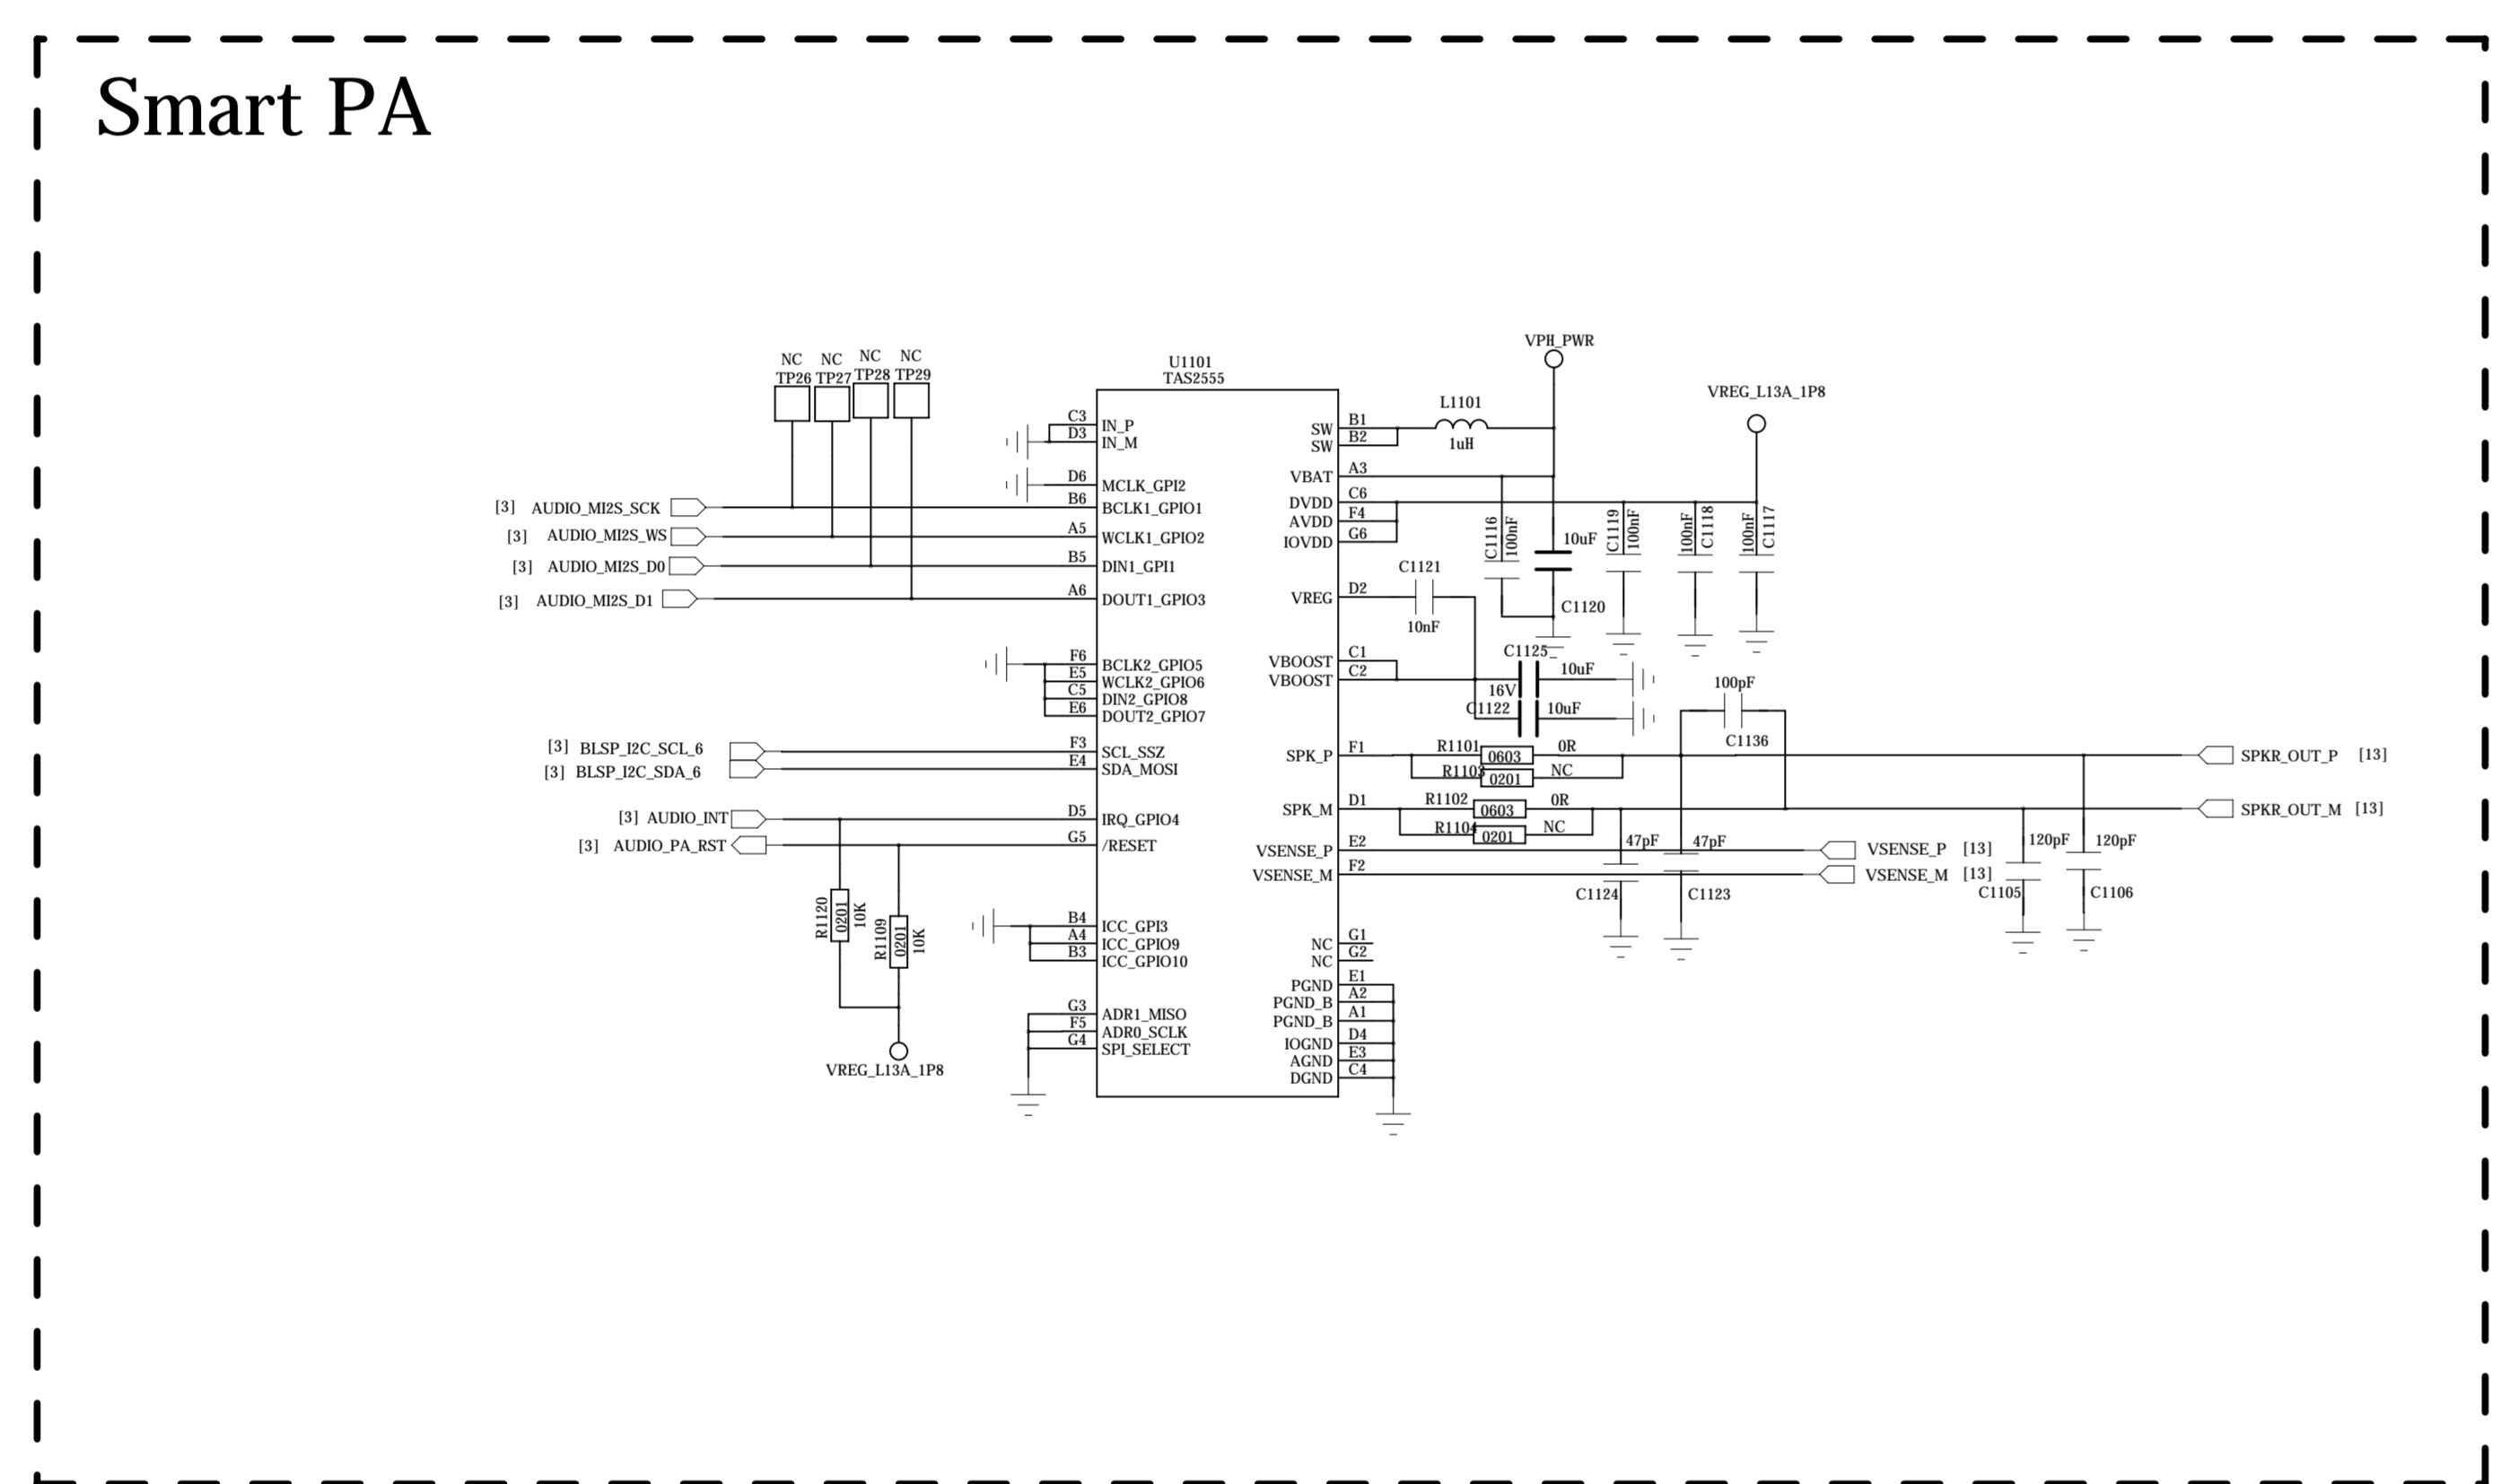 Smart PA
NC NC NC NC
TP26 TP27 TP28 TP29
U1101
TAS2555
VPH_PWR
VREG_L13A_1P8
L1101
1uH
C3 IN_P
D3 IN_M
D6 MCLK_GPI2
[3] AUDIO_MI2S_SCK B6 BCLK1_GPIO1
[3] AUDIO_MI2S_WS A5 WCLK1_GPIO2
[3] AUDIO_MI2S_D0 B5 DIN1_GPI1
[3] AUDIO_MI2S_D1 A6 DOUT1_GPIO3
F6 BCLK2_GPIO5
E5 WCLK2_GPIO6
C5 DIN2_GPIO8
E6 DOUT2_GPIO7
[3] BLSP_I2C_SCL_6 F3 SCL_SSZ
[3] BLSP_I2C_SDA_6 E4 SDA_MOSI
[3] AUDIO_INT D5 IRQ_GPIO4
[3] AUDIO_PA_RST G5 /RESET
R1120 0201 10K
R1109 0201 10K
VREG_L13A_1P8
B4 ICC_GPI3
A4 ICC_GPIO9
B3 ICC_GPIO10
G3 ADR1_MISO
F5 ADR0_SCLK
G4 SPI_SELECT
SW B1
SW B2
VBAT A3
DVDD C6
AVDD F4
IOVDD G6
C1116 100nF
10uF
C1120
C1119 100nF
100nF C1118
100nF C1117
VREG D2
C1121
10nF
VBOOST C1
VBOOST C2
C1125 10uF
16V
C1122 10uF
100pF
C1136
SPK_P F1 R1101 0603 0R
R1103 0201 NC
SPKR_OUT_P [13]
SPK_M D1 R1102 0603 0R
R1104 0201 NC
SPKR_OUT_M [13]
VSENSE_P E2 VSENSE_P [13]
VSENSE_M F2 VSENSE_M [13]
47pF 47pF 120pF 120pF
C1124 C1123 C1105 C1106
NC G1
NC G2
PGND E1
PGND_B A2
PGND_B A1
IOGND D4
AGND E3
DGND C4